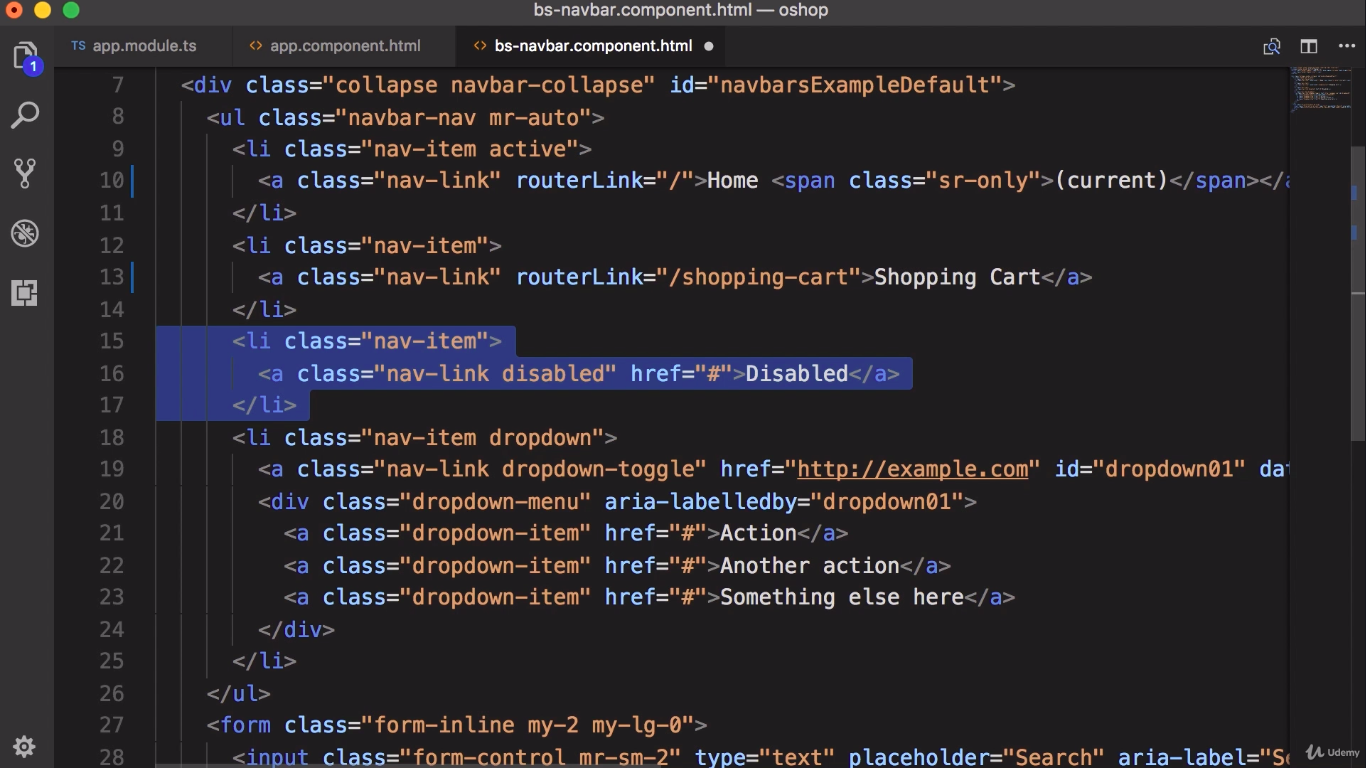 bs-navbar.component.html — oshop
TS app.module.ts <> app.component.html <> bs-navbar.component.html
1
7 <div class="collapse navbar-collapse" id="navbarsExampleDefault">
8 <ul class="navbar-nav mr-auto">
9 <li class="nav-item active">
10 <a class="nav-link" routerLink="/">Home <span class="sr-only">(current)</span></a
11 </li>
12 <li class="nav-item">
13 <a class="nav-link" routerLink="/shopping-cart">Shopping Cart</a>
14 </li>
15 <li class="nav-item">
16 <a class="nav-link disabled" href="#">Disabled</a>
17 </li>
18 <li class="nav-item dropdown">
19 <a class="nav-link dropdown-toggle" href="http://example.com" id="dropdown01" dat
20 <div class="dropdown-menu" aria-labelledby="dropdown01">
21 <a class="dropdown-item" href="#">Action</a>
22 <a class="dropdown-item" href="#">Another action</a>
23 <a class="dropdown-item" href="#">Something else here</a>
24 </div>
25 </li>
26 </ul>
27 <form class="form-inline my-2 my-lg-0">
28 <input class="form-control mr-sm-2" type="text" placeholder="Search" aria-label="Se
Udemy